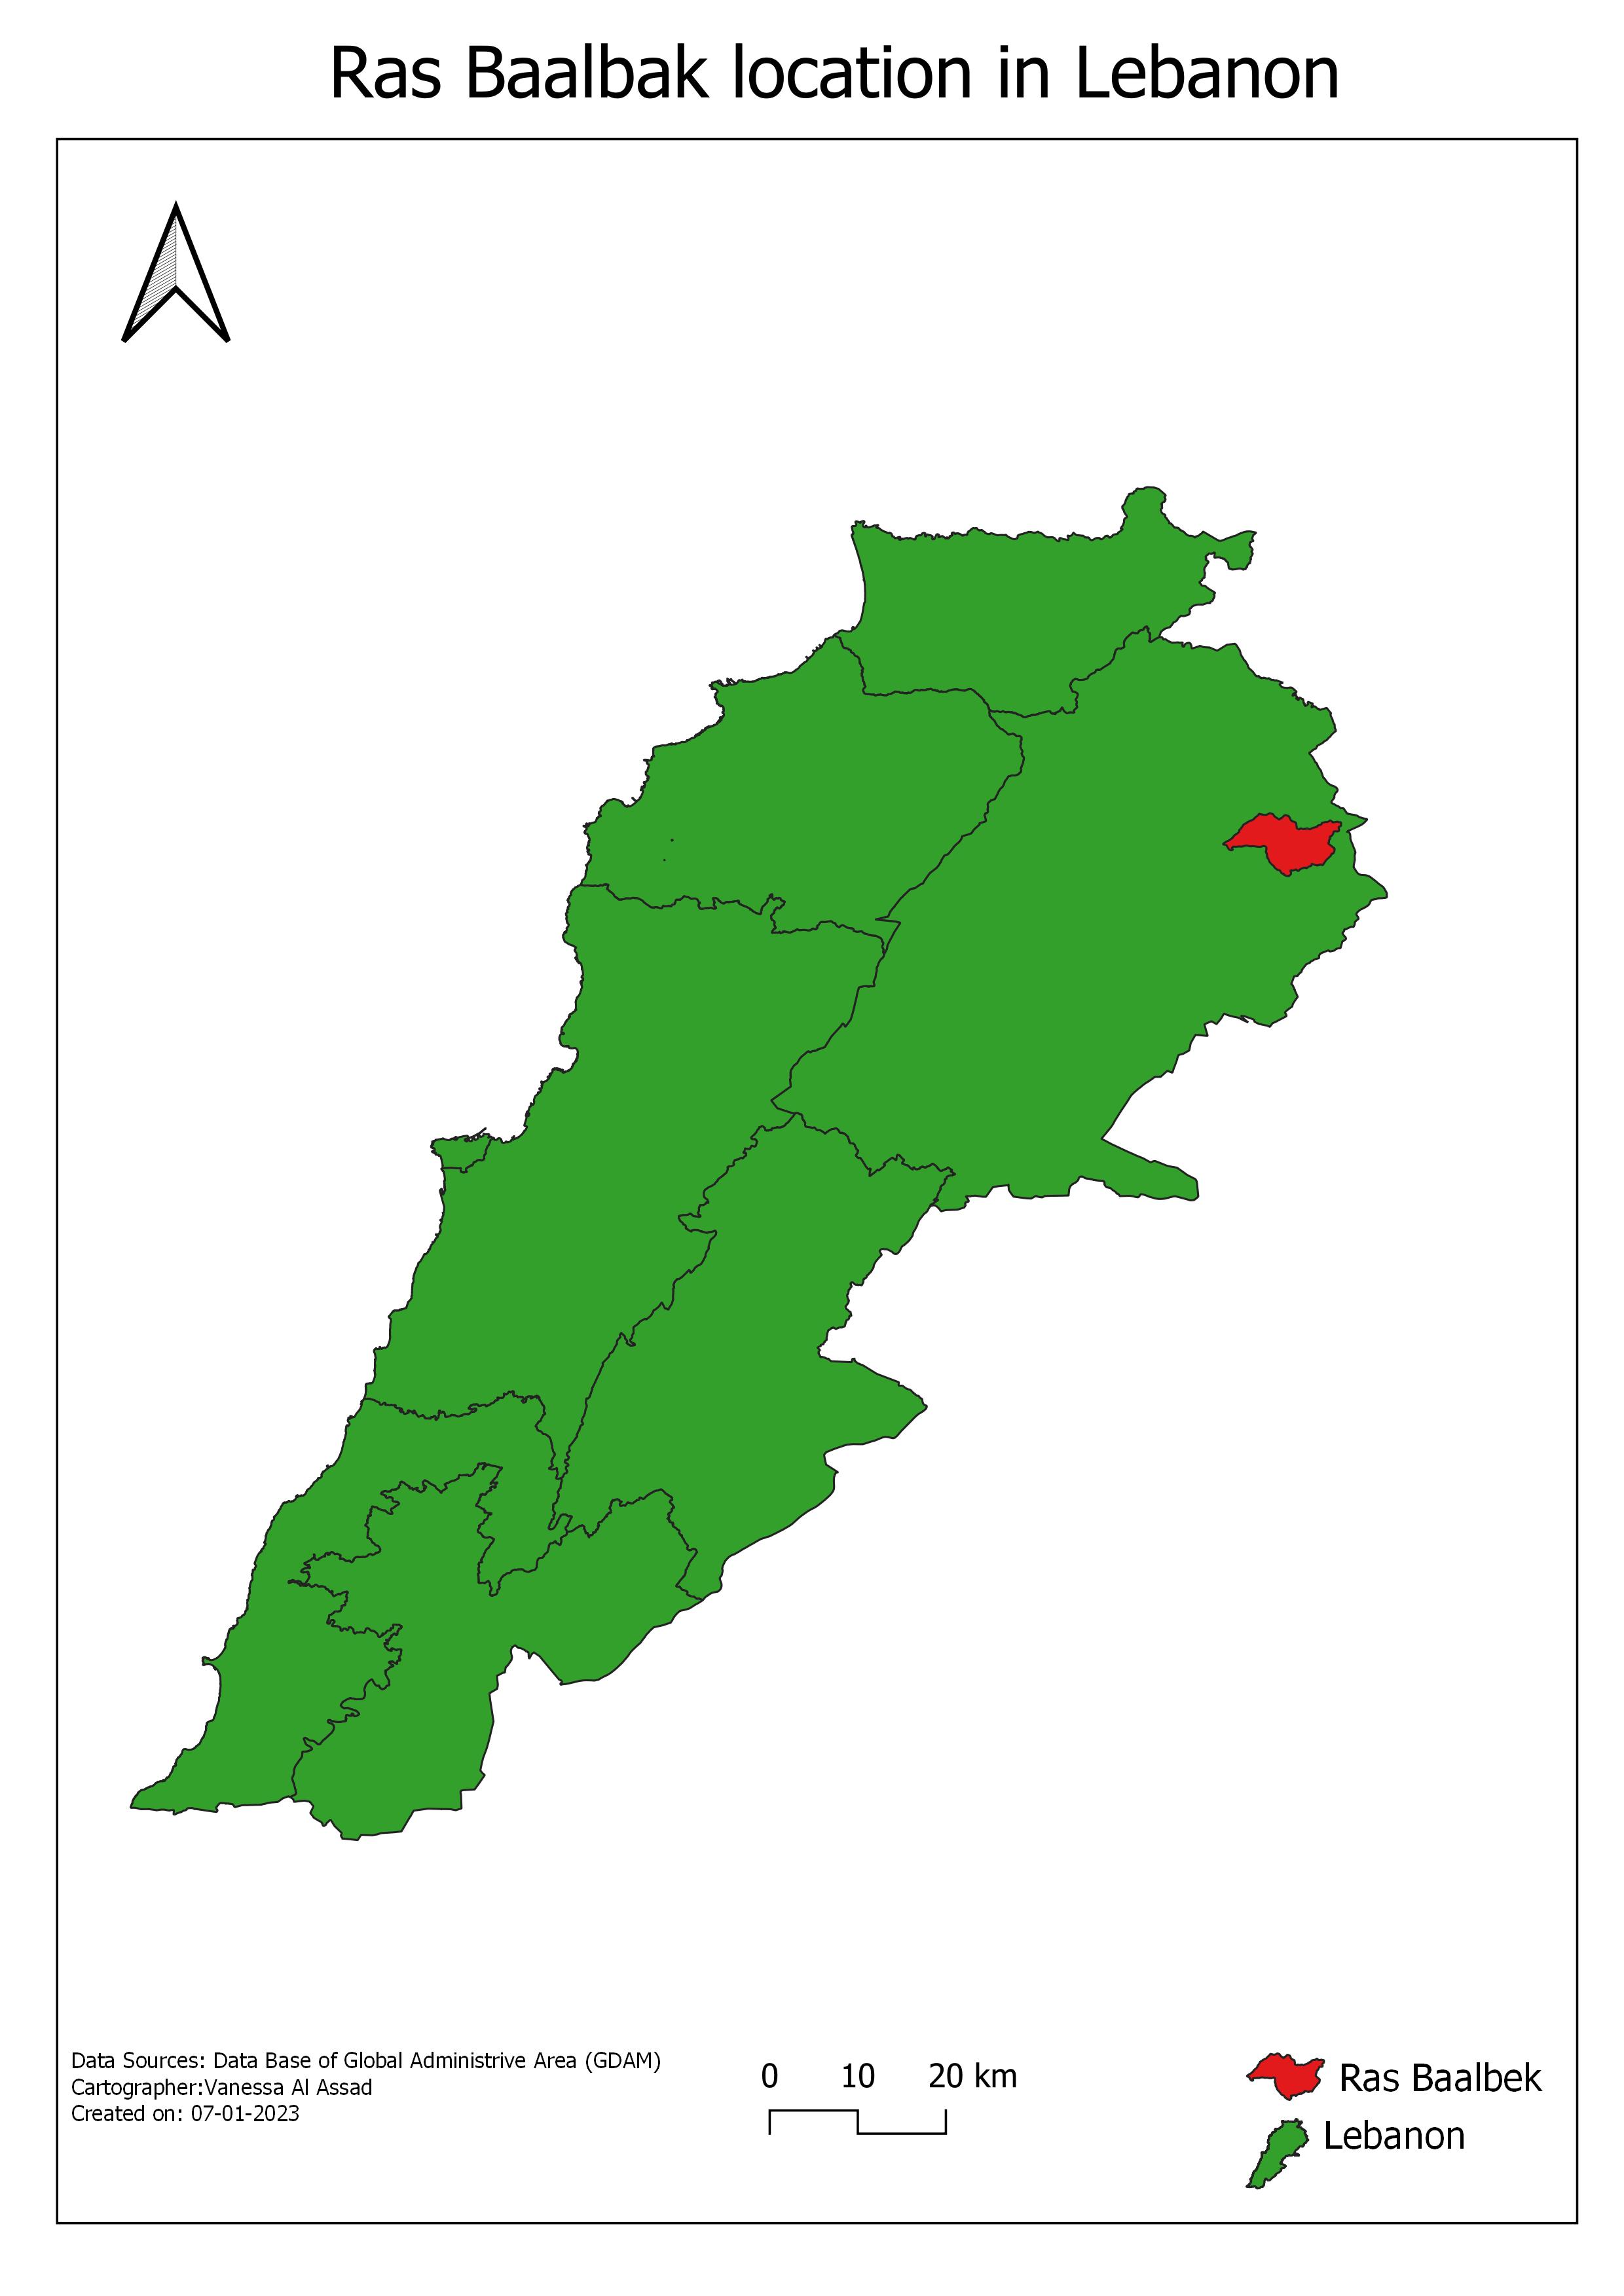 Ras Baalbak location in Lebanon
Data Sources: Data Base of Global Administrive Area (GDAM)
Cartographer:Vanessa Al Assad
Created on: 07-01-2023
0 10 20 km
Ras Baalbek
Lebanon